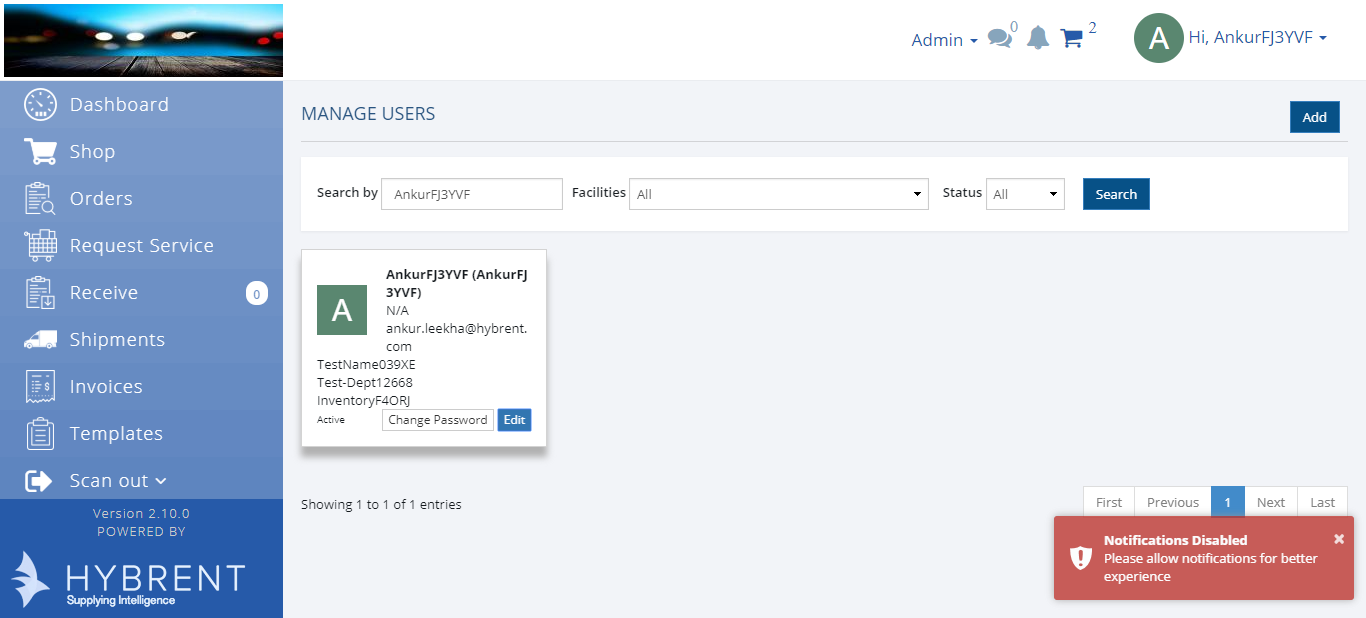 Admin
0
2
A
Hi, AnkurFJ3YVF
Dashboard
Shop
Orders
Request Service
Receive
0
Shipments
Invoices
Templates
Scan out
Version 2.10.0
POWERED BY
HYBRENT
Supplying Intelligence
MANAGE USERS
Add
Search by
AnkurFJ3YVF
Facilities
All
Status
All
Search
A
AnkurFJ3YVF (AnkurFJ
3YVF)
N/A
ankur.leekha@hybrent.
com
TestName039XE
Test-Dept12668
InventoryF4ORJ
Active
Change Password
Edit
Showing 1 to 1 of 1 entries
First
Previous
1
Next
Last
Notifications Disabled
×
Please allow notifications for better
experience